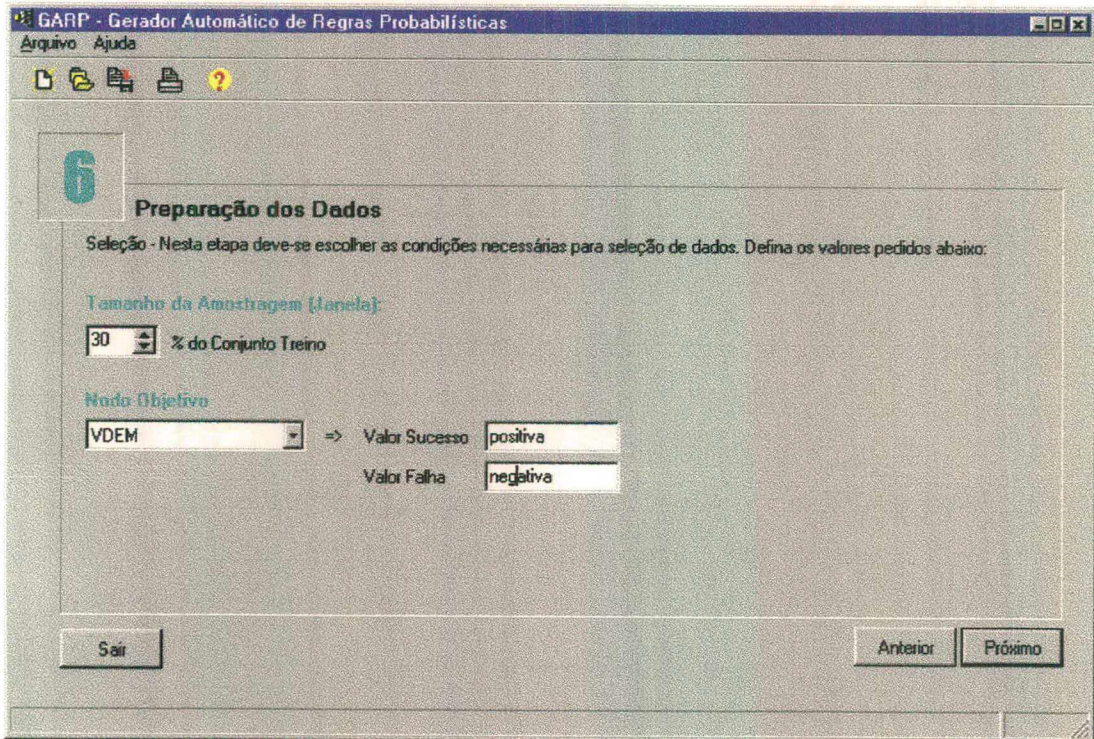 GARP - Gerador Automático de Regras Probabilísticas
Arquivo Ajuda
6
Preparação dos Dados
Seleção - Nesta etapa deve-se escolher as condições necessárias para seleção de dados. Defina os valores pedidos abaixo:
Tamanho da Amostragem (Janela):
30 % do Conjunto Treino
Nodo Objetivo
VDEM => Valor Sucesso positiva
Valor Falha negativa
Sair Anterior Próximo